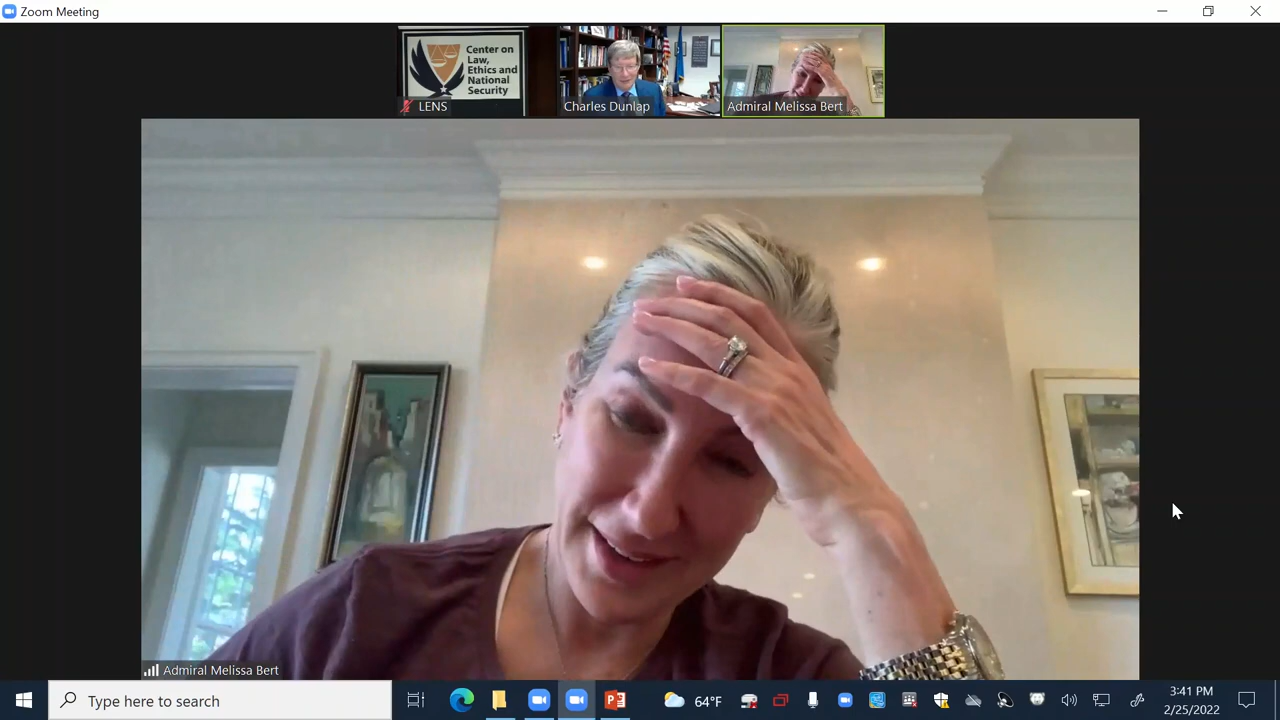 Zoom Meeting
Center on
Law,
Ethics and
National
Security
LENS
Charles Dunlap
Admiral Melissa Bert
Admiral Melissa Bert
Type here to search
64°F
3:41 PM
2/25/2022